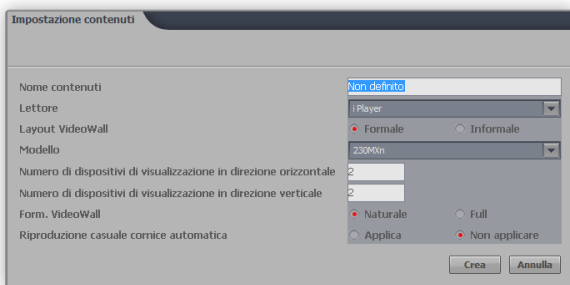 Impostazione contenuti
Nome contenuti Non definito
Lettore i Player
Layout VideoWall Formale Informale
Modello 230MXn
Numero di dispositivi di visualizzazione in direzione orizzontale 2
Numero di dispositivi di visualizzazione in direzione verticale 2
Form. VideoWall Naturale Full
Riproduzione casuale cornice automatica Applica Non applicare
Crea Annulla